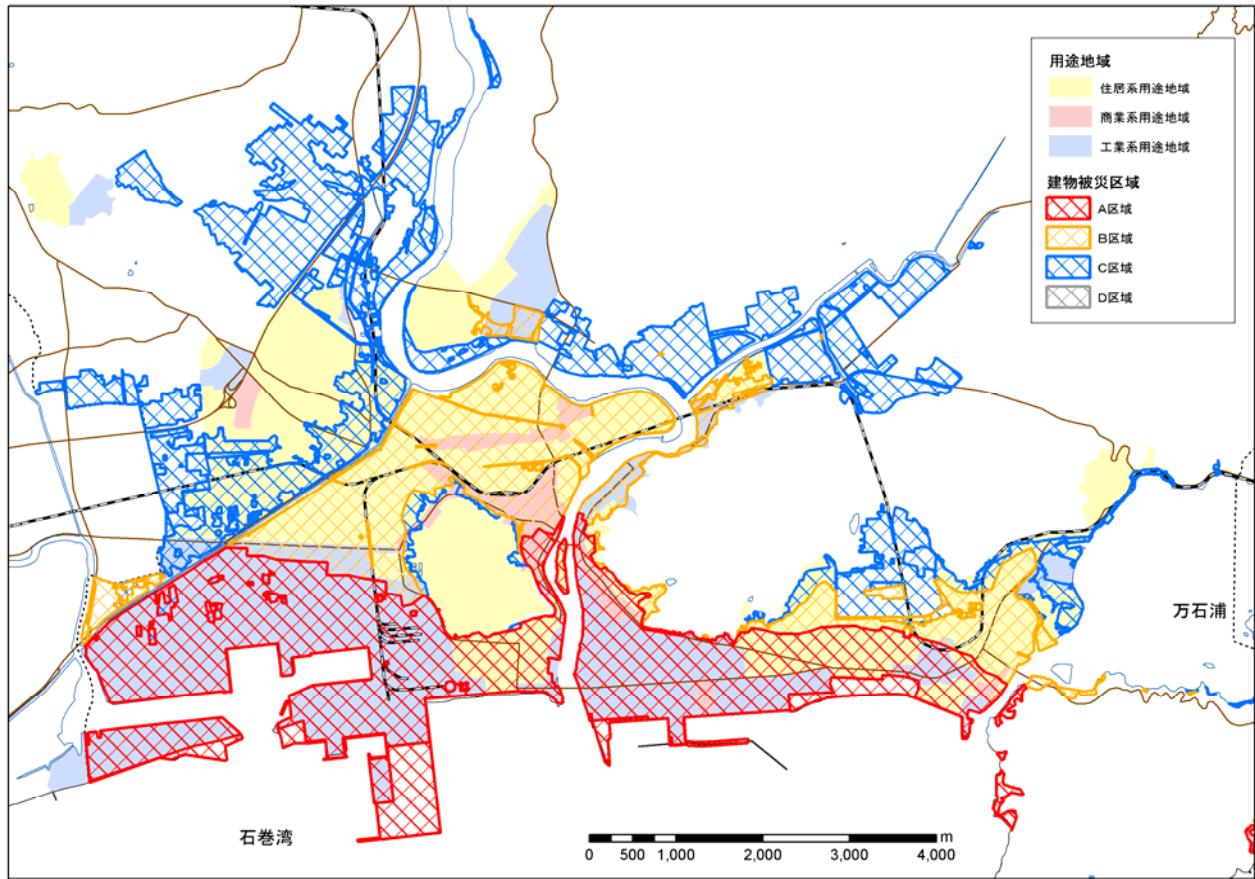 用途地域
住居系用途地域
商業系用途地域
工業系用途地域
建物被災区域
A区域
B区域
C区域
D区域
万石浦
石巻湾
m
0 500 1,000 2,000 3,000 4,000